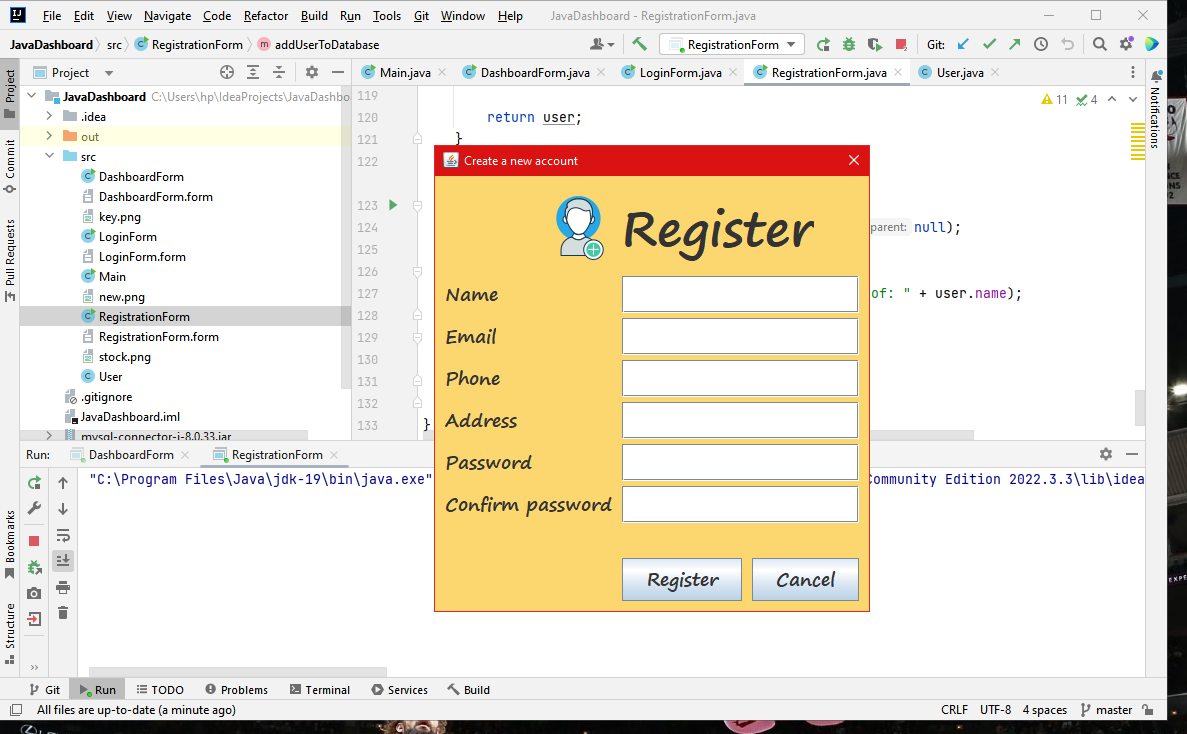 File Edit View Navigate Code Refactor Build Run Tools Git Window Help JavaDashboard - RegistrationForm.java
JavaDashboard src RegistrationForm addUserToDatabase RegistrationForm Git:
Project Main.java DashboardForm.java LoginForm.java RegistrationForm.java User.java
Project
Commit
Pull Requests
Bookmarks
Structure
Notifications
JavaDashboard C:\Users\hp\IdeaProjects\JavaDashbo
.idea
out
src
DashboardForm
DashboardForm.form
key.png
LoginForm
LoginForm.form
Main
new.png
RegistrationForm
RegistrationForm.form
stock.png
User
.gitignore
JavaDashboard.iml
mysql-connector-j-8.0.33.jar
11 4
119
120 return user;
121 }
122
123
124 parent: null);
125
126
127 of: " + user.name);
128
129
130
131
132
133 }
Create a new account
Register
Name
Email
Phone
Address
Password
Confirm password
Register Cancel
Run: DashboardForm RegistrationForm
"C:\Program Files\Java\jdk-19\bin\java.exe" Community Edition 2022.3.3\lib\idea
Git Run TODO Problems Terminal Services Build
All files are up-to-date (a minute ago) CRLF UTF-8 4 spaces master